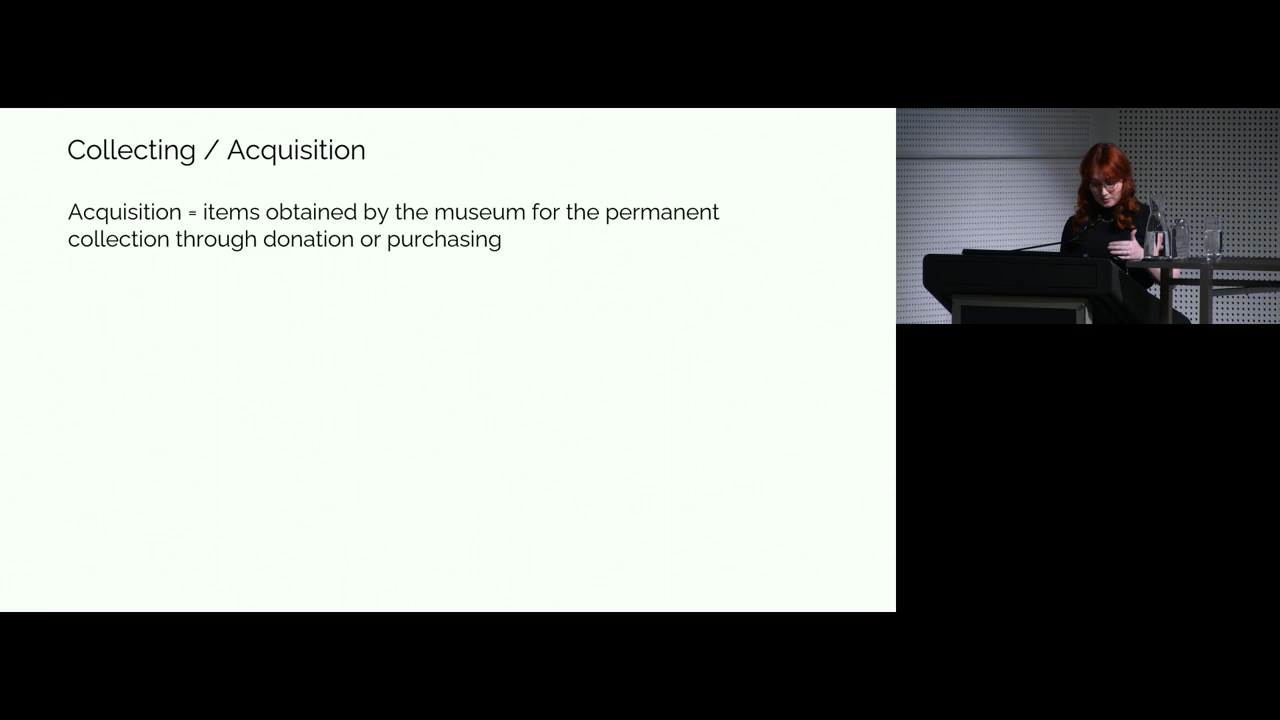 Collecting / Acquisition
Acquisition = items obtained by the museum for the permanent
collection through donation or purchasing